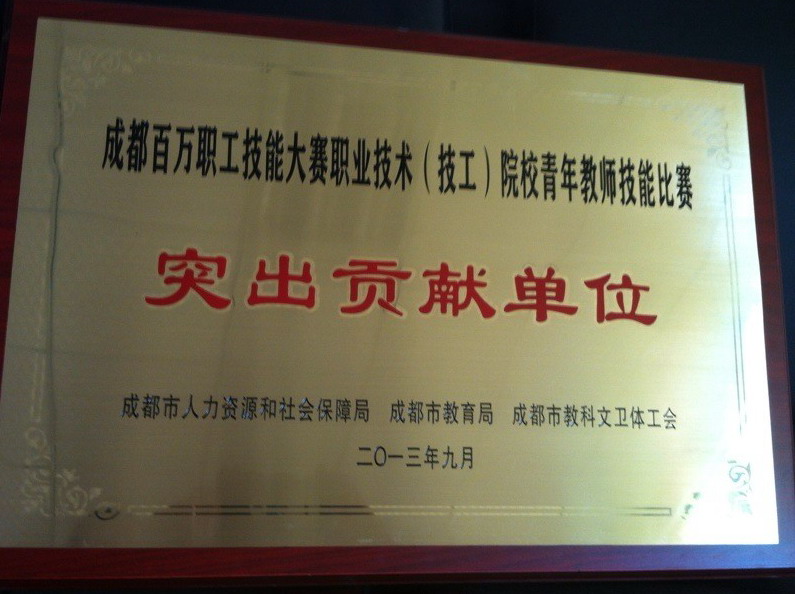 成都百万职工技能大赛职业技术（技工）院校青年教师技能比赛
突出贡献单位
成都市人力资源和社会保障局 成都市教育局 成都市教科文卫体工会
二〇一三年九月